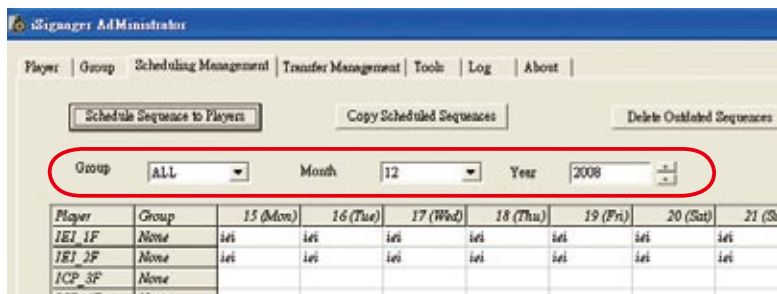 iSignager AdMinistrator
Player Group Scheduling Management Transfer Management Tools Log About
Schedule Sequence to Players Copy Scheduled Sequences Delete Outdated Sequences
Group ALL Month 12 Year 2008
Player Group 15 (Mon) 16 (Tue) 17 (Wed) 18 (Thu) 19 (Fri) 20 (Sat) 21
IEI_1F None iei iei iei iei iei iei iei
IEI_2F None iei iei iei iei iei iei iei
ICP_3F None